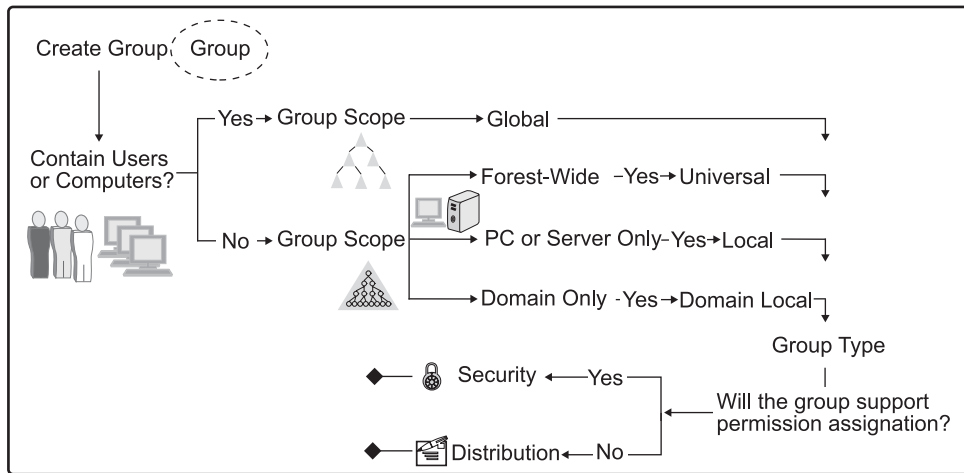 Create Group
Group
Yes
Group Scope
Global
Contain Users
or Computers?
Forest-Wide
Yes
Universal
No
Group Scope
PC or Server Only
Yes
Local
Domain Only
Yes
Domain Local
Group Type
Security
Yes
Will the group support
permission assignation?
Distribution
No